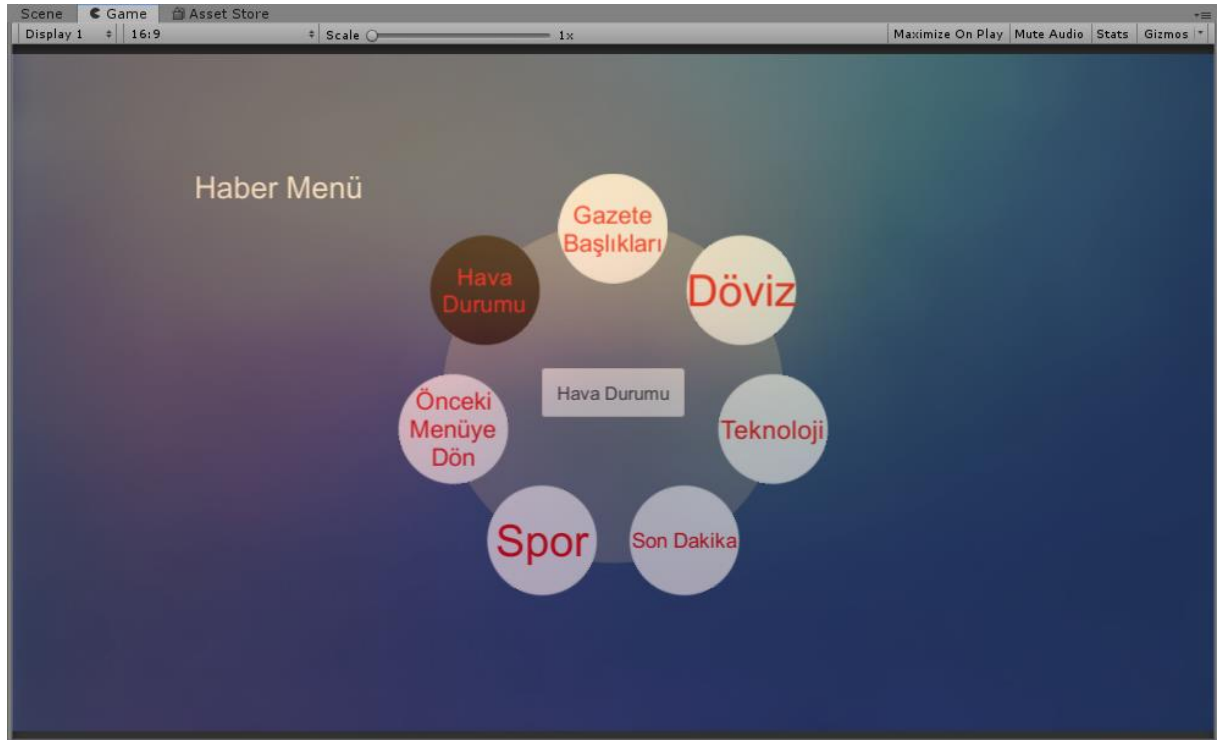 Scene Game Asset Store
Display 1 16:9 Scale 1x Maximize On Play Mute Audio Stats Gizmos
Haber Menü
Gazete
Başlıkları
Hava
Durumu
Döviz
Hava Durumu
Önceki
Menüye
Dön
Teknoloji
Spor
Son Dakika